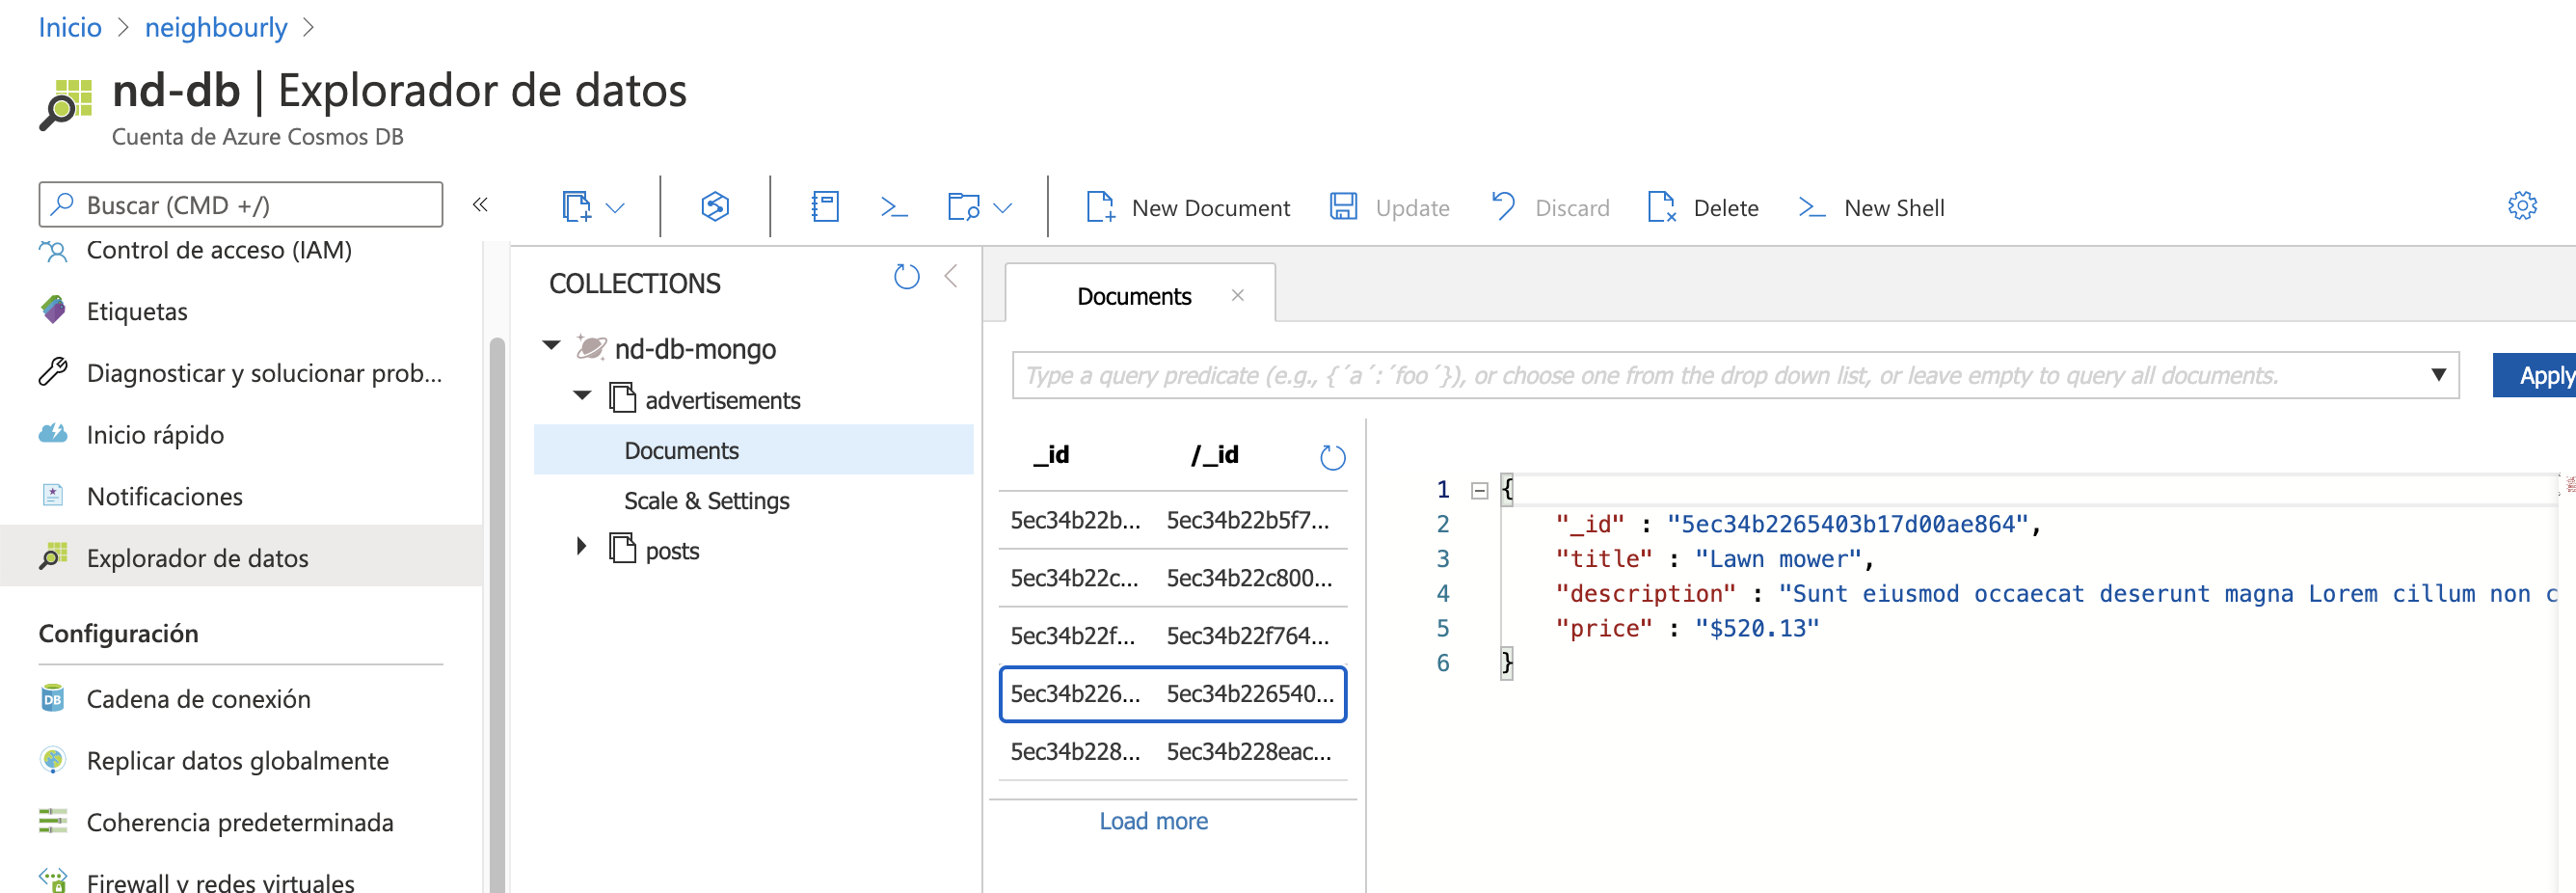 Inicio > neighbourly >
nd-db | Explorador de datos
Cuenta de Azure Cosmos DB
Buscar (CMD +/)
«
New Document
Update
Discard
Delete
New Shell
Control de acceso (IAM)
Etiquetas
Diagnosticar y solucionar prob...
Inicio rápido
Notificaciones
Explorador de datos
Configuración
Cadena de conexión
Replicar datos globalmente
Coherencia predeterminada
Firewall y redes virtuales
COLLECTIONS
nd-db-mongo
advertisements
Documents
Scale & Settings
posts
Documents
Type a query predicate (e.g., {´a´:´foo´}), or choose one from the drop down list, or leave empty to query all documents.
Apply
_id /_id
5ec34b22b... 5ec34b22b5f7...
5ec34b22c... 5ec34b22c800...
5ec34b22f... 5ec34b22f764...
5ec34b226... 5ec34b226540...
5ec34b228... 5ec34b228eac...
Load more
1 {
2 "_id" : "5ec34b2265403b17d00ae864",
3 "title" : "Lawn mower",
4 "description" : "Sunt eiusmod occaecat deserunt magna Lorem cillum non c
5 "price" : "$520.13"
6 }